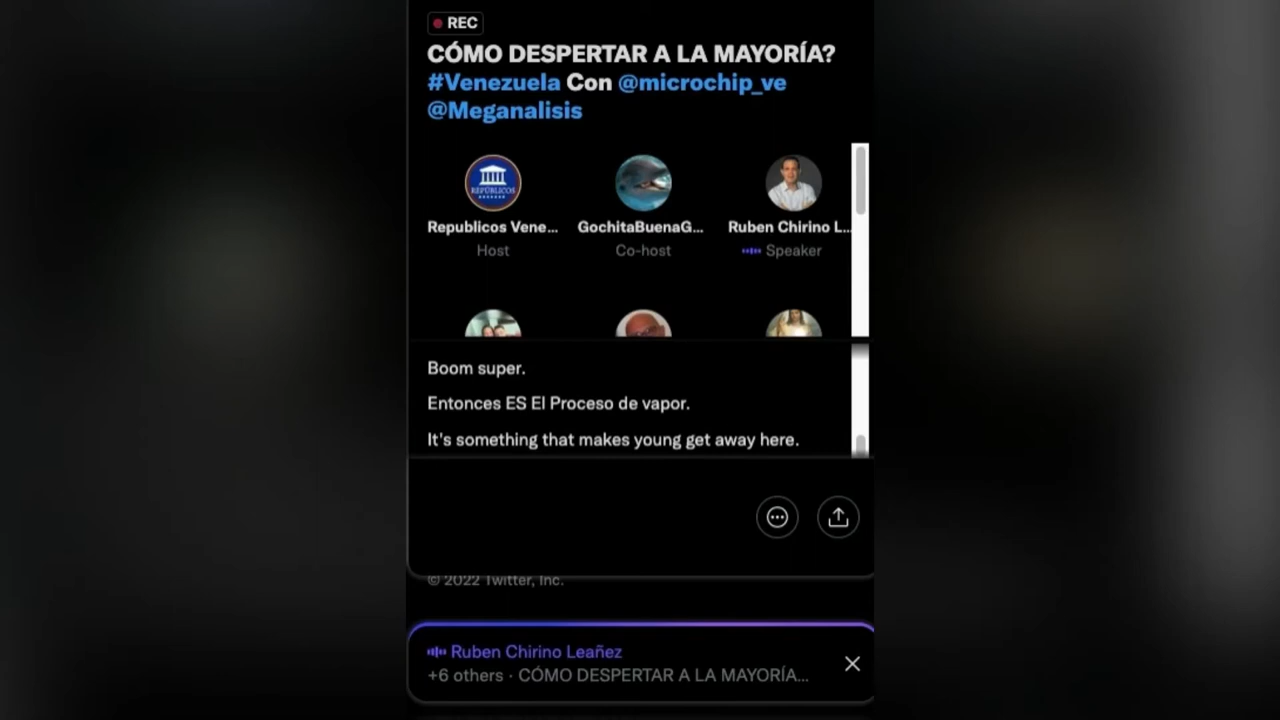 REC
CÓMO DESPERTAR A LA MAYORÍA?
#Venezuela Con @microchip_ve
@Meganalisis
REPÚBLICOS
Republicos Vene... GochitaBuenaG... Ruben Chirino L...
Host Co-host Speaker
Boom super.
Entonces ES El Proceso de vapor.
It's something that makes young get away here.
© 2022 Twitter, Inc.
Ruben Chirino Leañez
+6 others · CÓMO DESPERTAR A LA MAYORÍA...